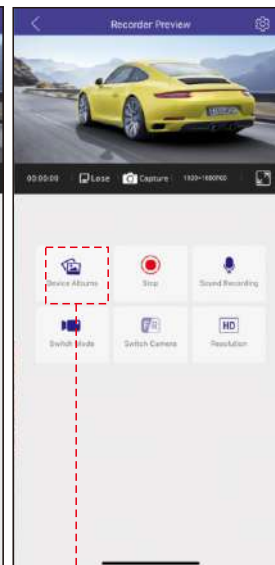 Recorder Preview
00:00:00 Lose Capture 1920*1080P60
Device Albums Stop Sound Recording
F R HD
Switch Mode Switch Camera Resolution